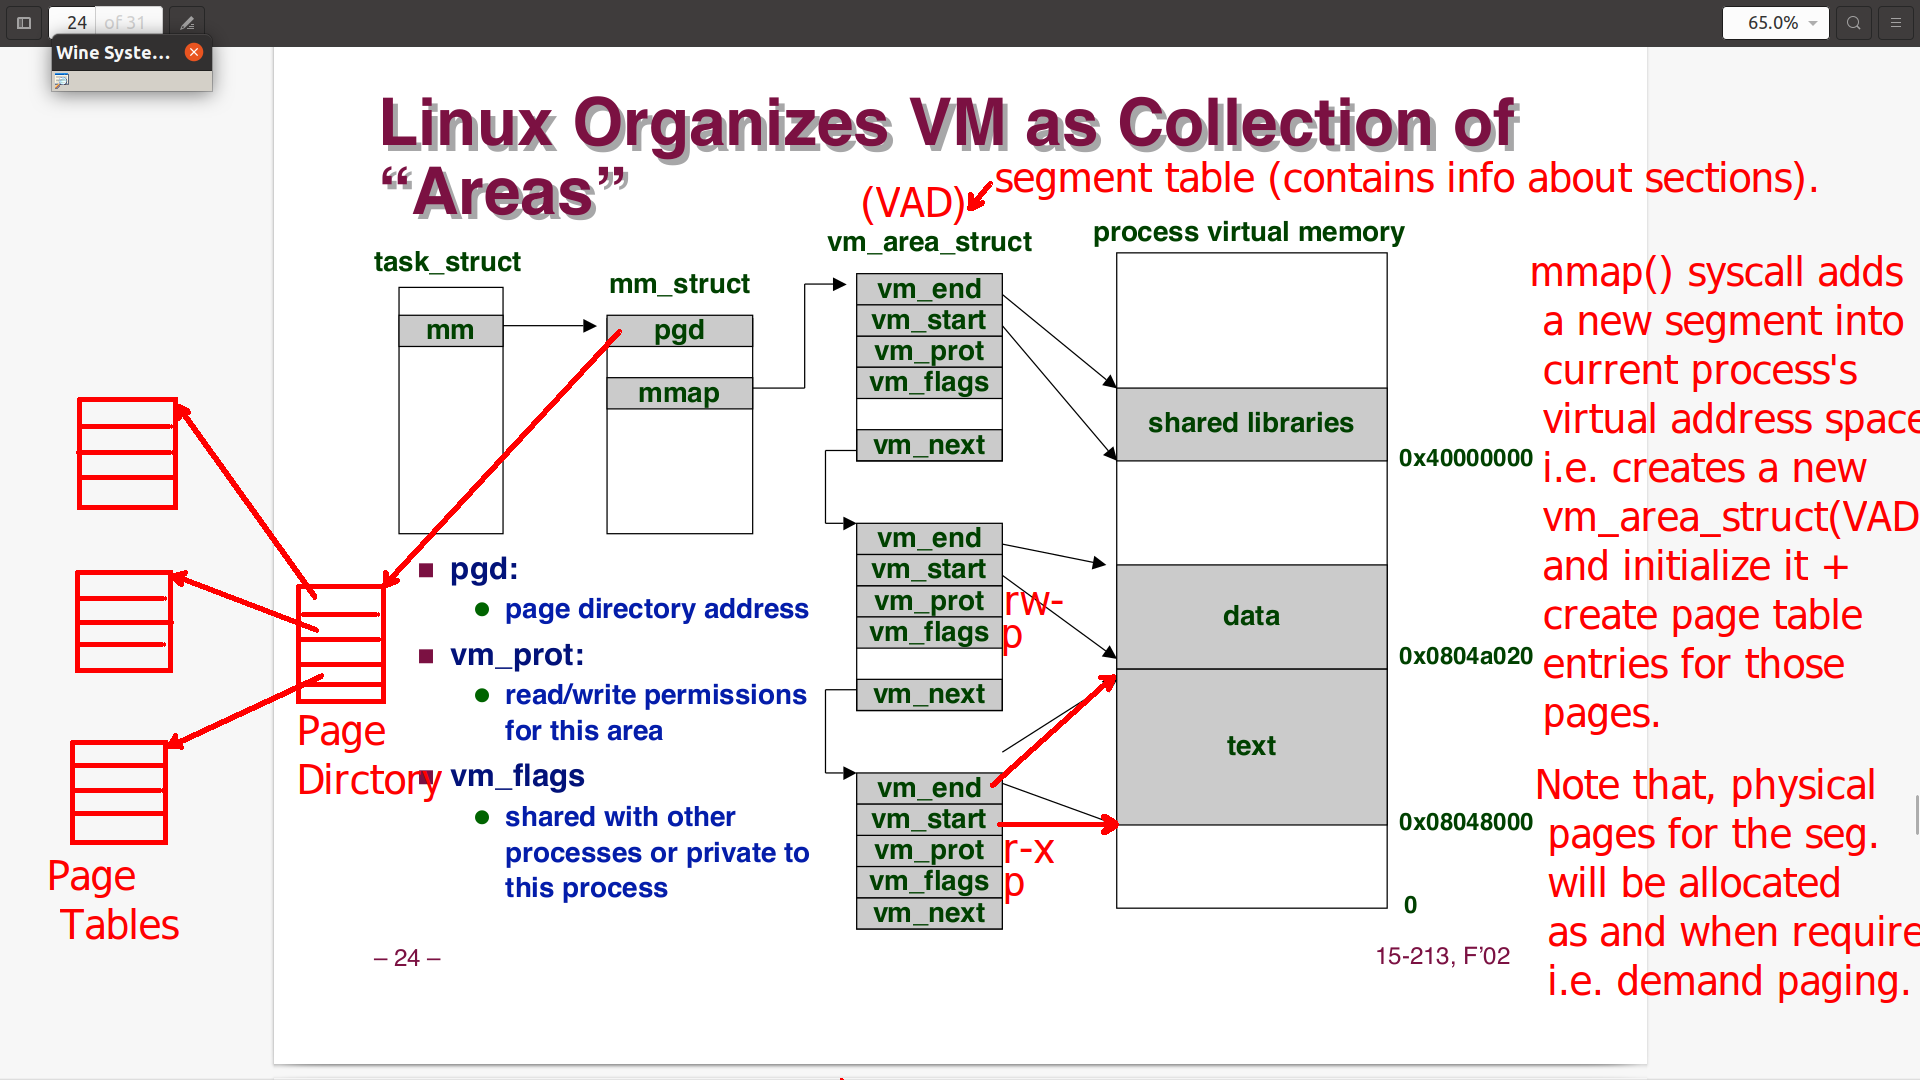 24 of 31
65.0%
Wine Syste...
Linux Organizes VM as Collection of
“Areas”
segment table (contains info about sections).
(VAD)
task_struct
mm_struct
vm_area_struct
process virtual memory
mm
pgd
mmap
vm_end
vm_start
vm_prot
vm_flags
vm_next
vm_end
vm_start
vm_prot
vm_flags
vm_next
rw-
p
vm_end
vm_start
vm_prot
vm_flags
vm_next
r-x
p
shared libraries
data
text
0x40000000
0x0804a020
0x08048000
0
pgd:
page directory address
vm_prot:
read/write permissions
for this area
vm_flags
shared with other
processes or private to
this process
Page
Dirctory
Page
Tables
mmap() syscall adds
a new segment into
current process's
virtual address space
i.e. creates a new
vm_area_struct(VAD
and initialize it +
create page table
entries for those
pages.
Note that, physical
pages for the seg.
will be allocated
as and when require
i.e. demand paging.
– 24 –
15-213, F’02